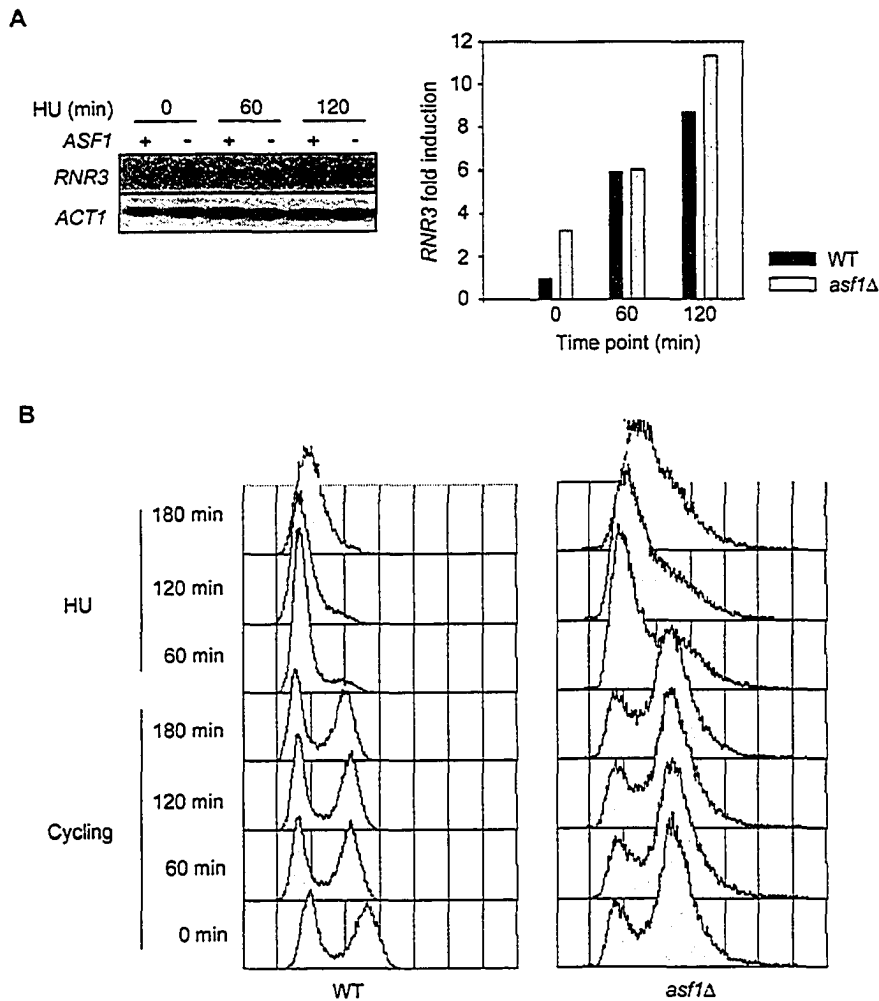 A
HU (min) 0 60 120
ASF1 + - + - + -
RNR3
ACT1
RNR3 fold induction
12
10
8
6
4
2
0
0 60 120
Time point (min)
WT
asf1Δ
B
HU
180 min
120 min
60 min
Cycling
180 min
120 min
60 min
0 min
WT
asf1Δ